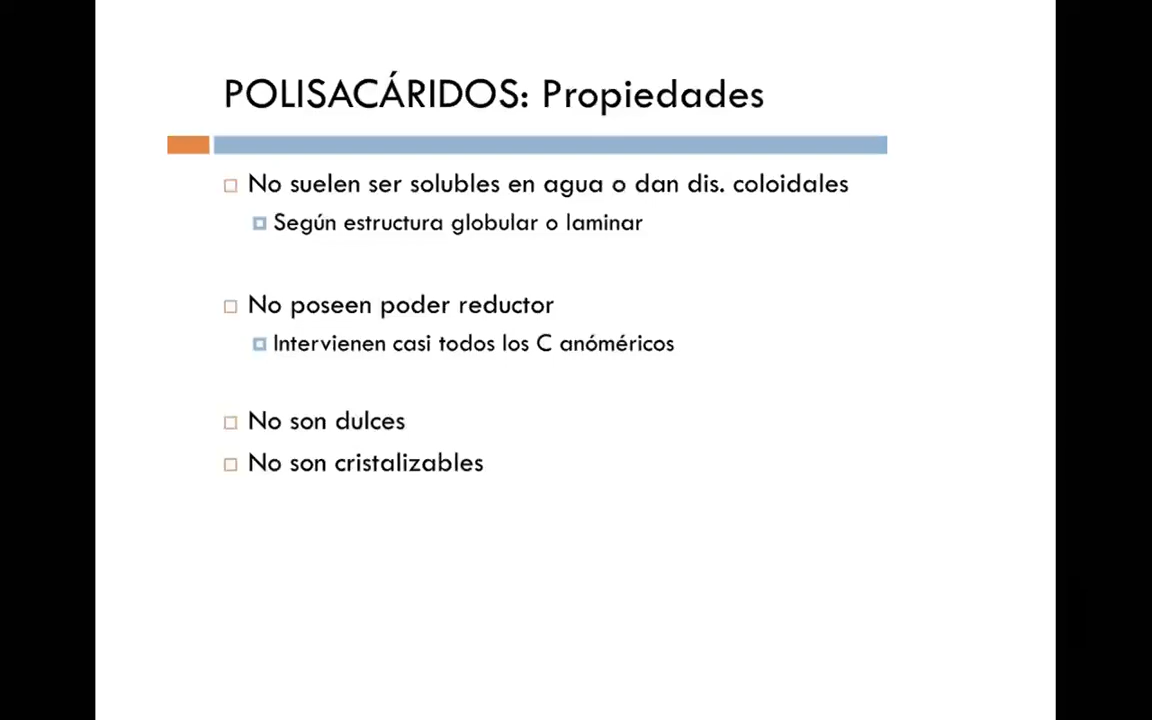 POLISACÁRIDOS: Propiedades
No suelen ser solubles en agua o dan dis. coloidales
Según estructura globular o laminar
No poseen poder reductor
Intervienen casi todos los C anóméricos
No son dulces
No son cristalizables